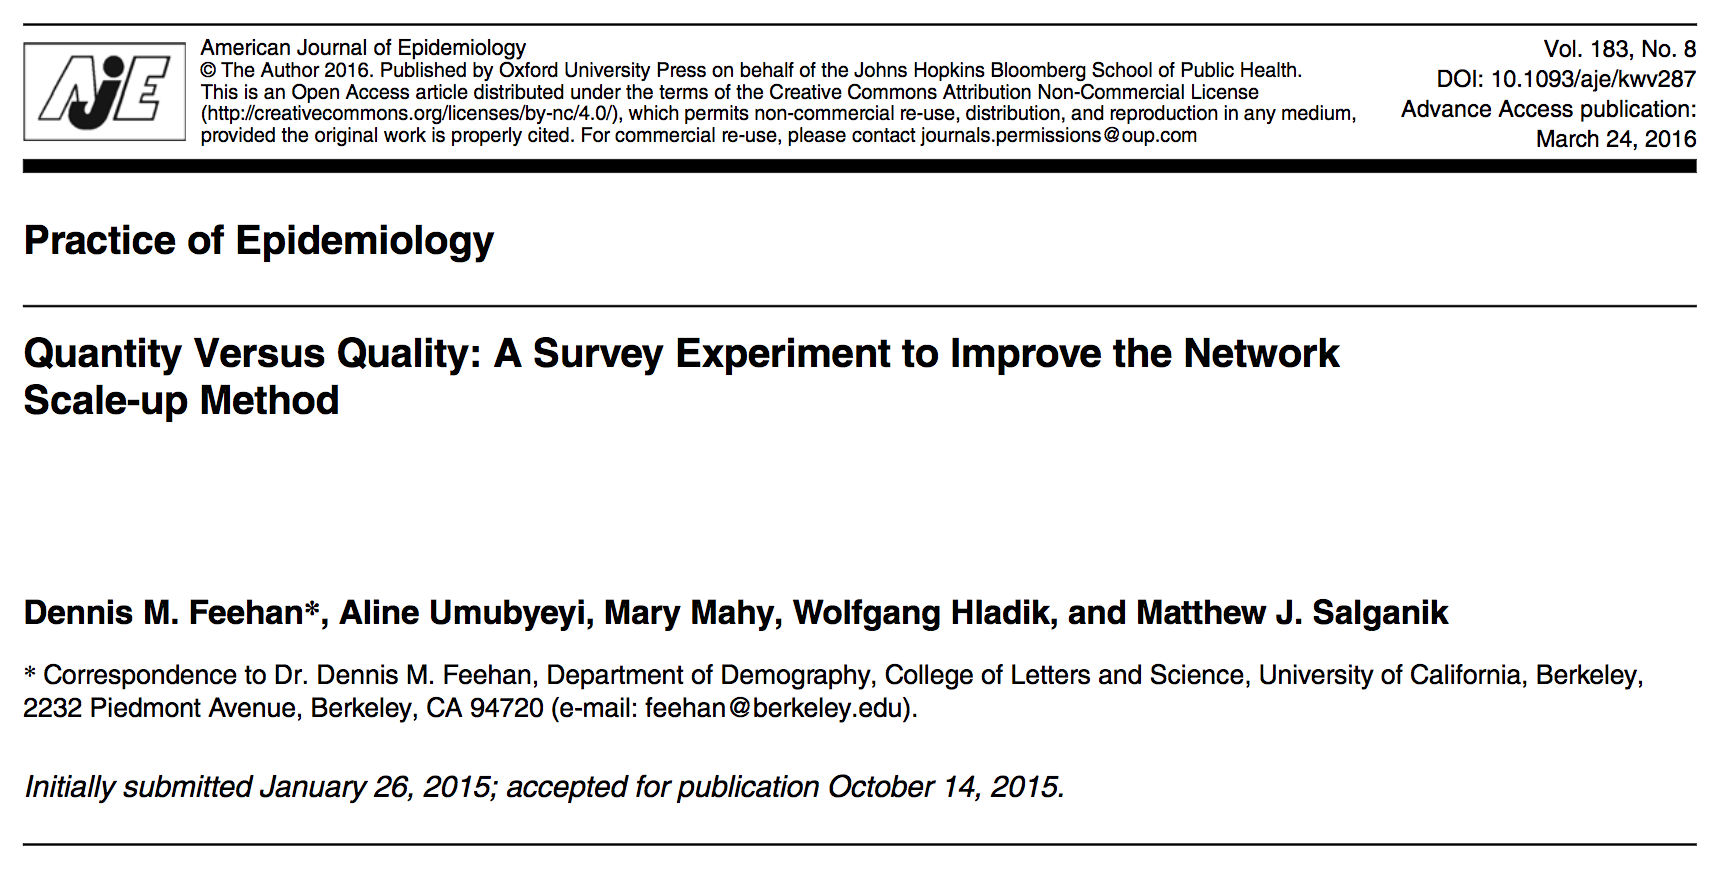 AJE
American Journal of Epidemiology
© The Author 2016. Published by Oxford University Press on behalf of the Johns Hopkins Bloomberg School of Public Health.
This is an Open Access article distributed under the terms of the Creative Commons Attribution Non-Commercial License
(http://creativecommons.org/licenses/by-nc/4.0/), which permits non-commercial re-use, distribution, and reproduction in any medium,
provided the original work is properly cited. For commercial re-use, please contact journals.permissions@oup.com
Vol. 183, No. 8
DOI: 10.1093/aje/kwv287
Advance Access publication:
March 24, 2016
Practice of Epidemiology
Quantity Versus Quality: A Survey Experiment to Improve the Network
Scale-up Method
Dennis M. Feehan*, Aline Umubyeyi, Mary Mahy, Wolfgang Hladik, and Matthew J. Salganik
* Correspondence to Dr. Dennis M. Feehan, Department of Demography, College of Letters and Science, University of California, Berkeley,
2232 Piedmont Avenue, Berkeley, CA 94720 (e-mail: feehan@berkeley.edu).
Initially submitted January 26, 2015; accepted for publication October 14, 2015.